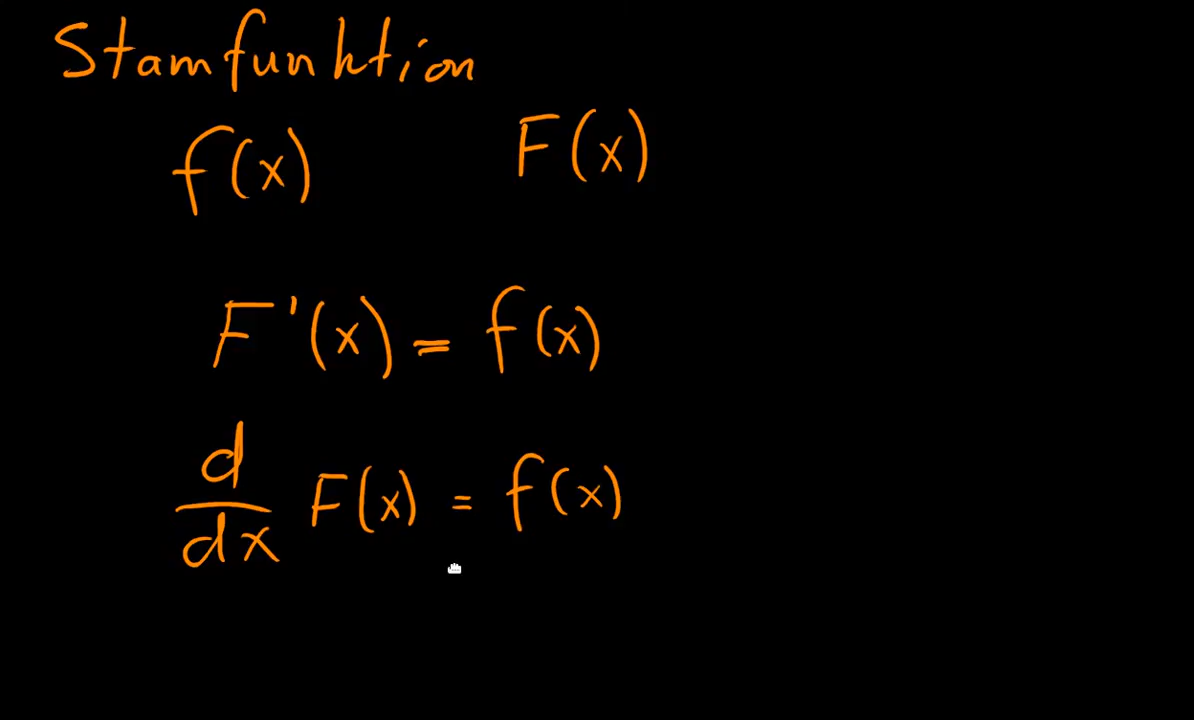 Stamfunktion
f(x) F(x)
F'(x) = f(x)
d/dx F(x) = f(x)